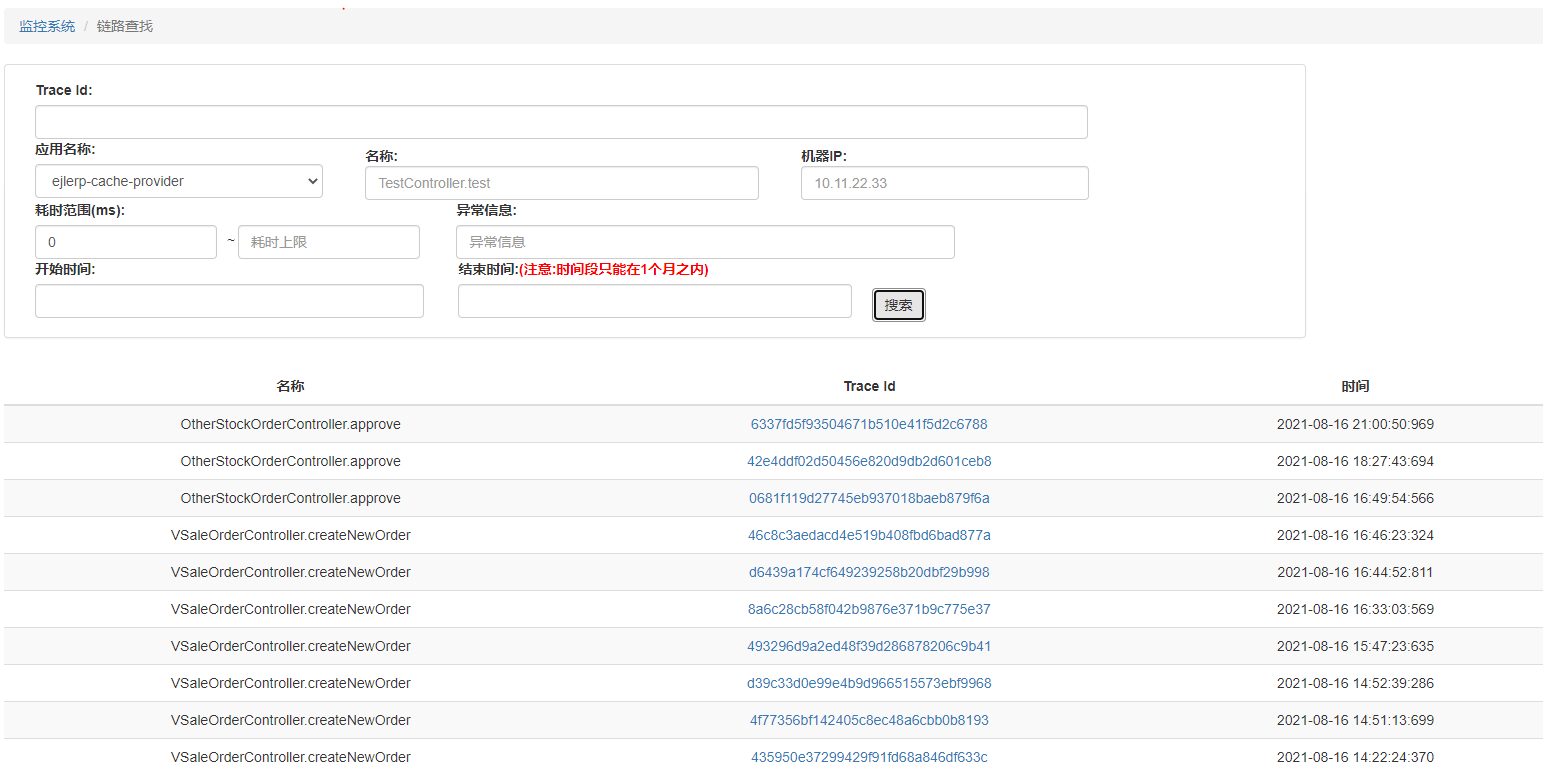 监控系统 / 链路查找
Trace Id:
应用名称:
名称:
机器IP:
ejlerp-cache-provider
TestController.test
10.11.22.33
耗时范围(ms):
异常信息:
0
~
耗时上限
异常信息
开始时间:
结束时间:(注意:时间段只能在1个月之内)
搜索
名称 Trace Id 时间
OtherStockOrderController.approve 6337fd5f93504671b510e41f5d2c6788 2021-08-16 21:00:50:969
OtherStockOrderController.approve 42e4ddf02d50456e820d9db2d601ceb8 2021-08-16 18:27:43:694
OtherStockOrderController.approve 0681f119d27745eb937018baeb879f6a 2021-08-16 16:49:54:566
VSaleOrderController.createNewOrder 46c8c3aedacd4e519b408fbd6bad877a 2021-08-16 16:46:23:324
VSaleOrderController.createNewOrder d6439a174cf649239258b20dbf29b998 2021-08-16 16:44:52:811
VSaleOrderController.createNewOrder 8a6c28cb58f042b9876e371b9c775e37 2021-08-16 16:33:03:569
VSaleOrderController.createNewOrder 493296d9a2ed48f39d286878206c9b41 2021-08-16 15:47:23:635
VSaleOrderController.createNewOrder d39c33d0e99e4b9d966515573ebf9968 2021-08-16 14:52:39:286
VSaleOrderController.createNewOrder 4f77356bf142405c8ec48a6cbb0b8193 2021-08-16 14:51:13:699
VSaleOrderController.createNewOrder 435950e37299429f91fd68a846df633c 2021-08-16 14:22:24:370